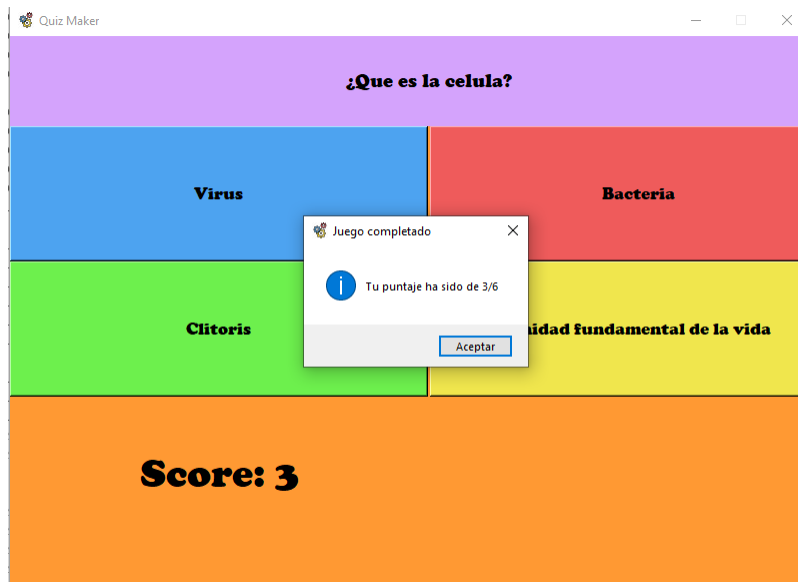 Quiz Maker
¿Que es la celula?
Virus
Bacteria
Juego completado
Tu puntaje ha sido de 3/6
Aceptar
Clitoris
fundamental de la vida
Score: 3